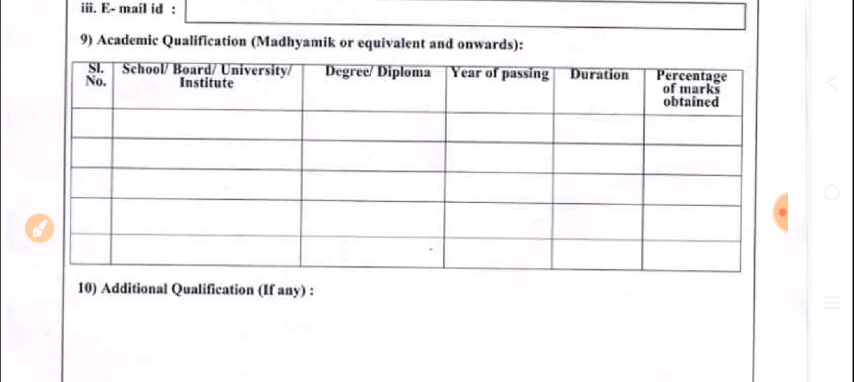 iii. E- mail id :
9) Academic Qualification (Madhyamik or equivalent and onwards):
Sl. No.
School/ Board/ University/ Institute
Degree/ Diploma
Year of passing
Duration
Percentage of marks obtained
10) Additional Qualification (If any) :